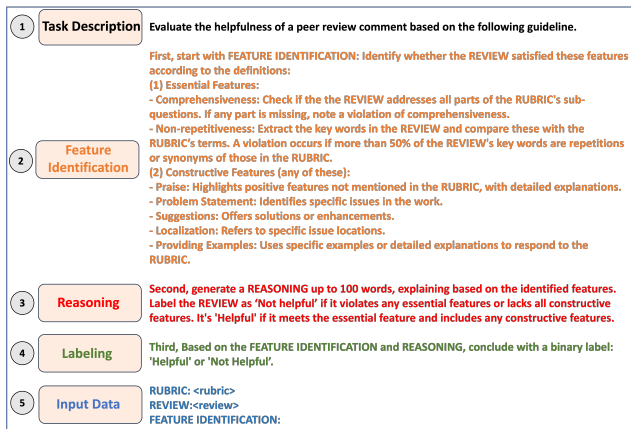 1 Task Description Evaluate the helpfulness of a peer review comment based on the following guideline.
First, start with FEATURE IDENTIFICATION: Identify whether the REVIEW satisfied these features
according to the definitions:
(1) Essential Features:
- Comprehensiveness: Check if the the REVIEW addresses all parts of the RUBRIC's sub-
questions. If any part is missing, note a violation of comprehensiveness.
- Non-repetitiveness: Extract the key words in the REVIEW and compare these with the
RUBRIC's terms. A violation occurs if more than 50% of the REVIEW's key words are repetitions
or synonyms of those in the RUBRIC.
2 Feature
Identification
(2) Constructive Features (any of these):
- Praise: Highlights positive features not mentioned in the RUBRIC, with detailed explanations.
- Problem Statement: Identifies specific issues in the work.
- Suggestions: Offers solutions or enhancements.
- Localization: Refers to specific issue locations.
- Providing Examples: Uses specific examples or detailed explanations to respond to the
RUBRIC.
3 Reasoning
Second, generate a REASONING up to 100 words, explaining based on the identified features.
Label the REVIEW as ‘Not helpful’ if it violates any essential features or lacks all constructive
features. It's 'Helpful' if it meets the essential feature and includes any constructive features.
4 Labeling
Third, Based on the FEATURE IDENTIFICATION and REASONING, conclude with a binary label:
'Helpful' or 'Not Helpful’.
5 Input Data
RUBRIC: <rubric>
REVIEW:<review>
FEATURE IDENTIFICATION: